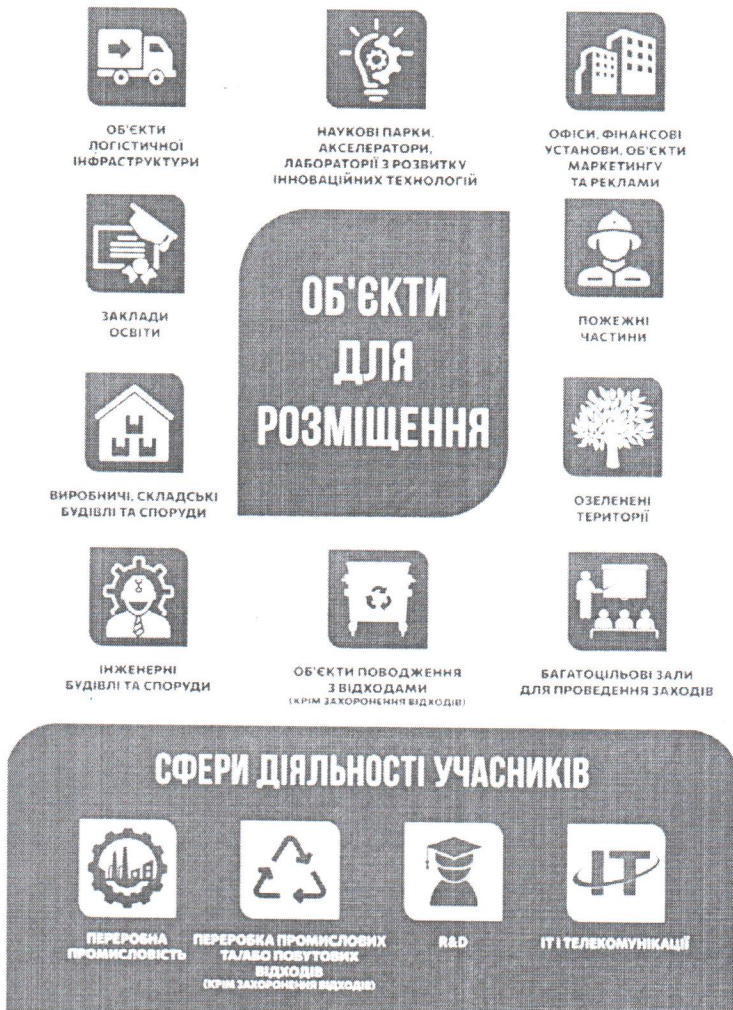 ОБ'ЄКТИ
ЛОГІСТИЧНОЇ
ІНФРАСТРУКТУРИ
НАУКОВІ ПАРКИ,
АКСЕЛЕРАТОРИ,
ЛАБОРАТОРІЇ З РОЗВИТКУ
ІННОВАЦІЙНИХ ТЕХНОЛОГІЙ
ОФІСИ, ФІНАНСОВІ
УСТАНОВИ, ОБ'ЄКТИ
МАРКЕТИНГУ
ТА РЕКЛАМИ
ЗАКЛАДИ
ОСВІТИ
ОБ'ЄКТИ
ДЛЯ
РОЗМІЩЕННЯ
ПОЖЕЖНІ
ЧАСТИНИ
ВИРОБНИЧІ, СКЛАДСЬКІ
БУДІВЛІ ТА СПОРУДИ
ОЗЕЛЕНЕНІ
ТЕРИТОРІЇ
ІНЖЕНЕРНІ
БУДІВЛІ ТА СПОРУДИ
ОБ'ЄКТИ ПОВОДЖЕННЯ
З ВІДХОДАМИ
(КРІМ ЗАХОРОНЕННЯ ВІДХОДІВ)
БАГАТОЦІЛЬОВІ ЗАЛИ
ДЛЯ ПРОВЕДЕННЯ ЗАХОДІВ
СФЕРИ ДІЯЛЬНОСТІ УЧАСНИКІВ
ПЕРЕРОБНА
ПРОМИСЛОВІСТЬ
ПЕРЕРОБКА ПРОМИСЛОВИХ
ТА/АБО ПОБУТОВИХ
ВІДХОДІВ
(КРІМ ЗАХОРОНЕННЯ ВІДХОДІВ)
R&D
IT
ІТ І ТЕЛЕКОМУНІКАЦІЇ